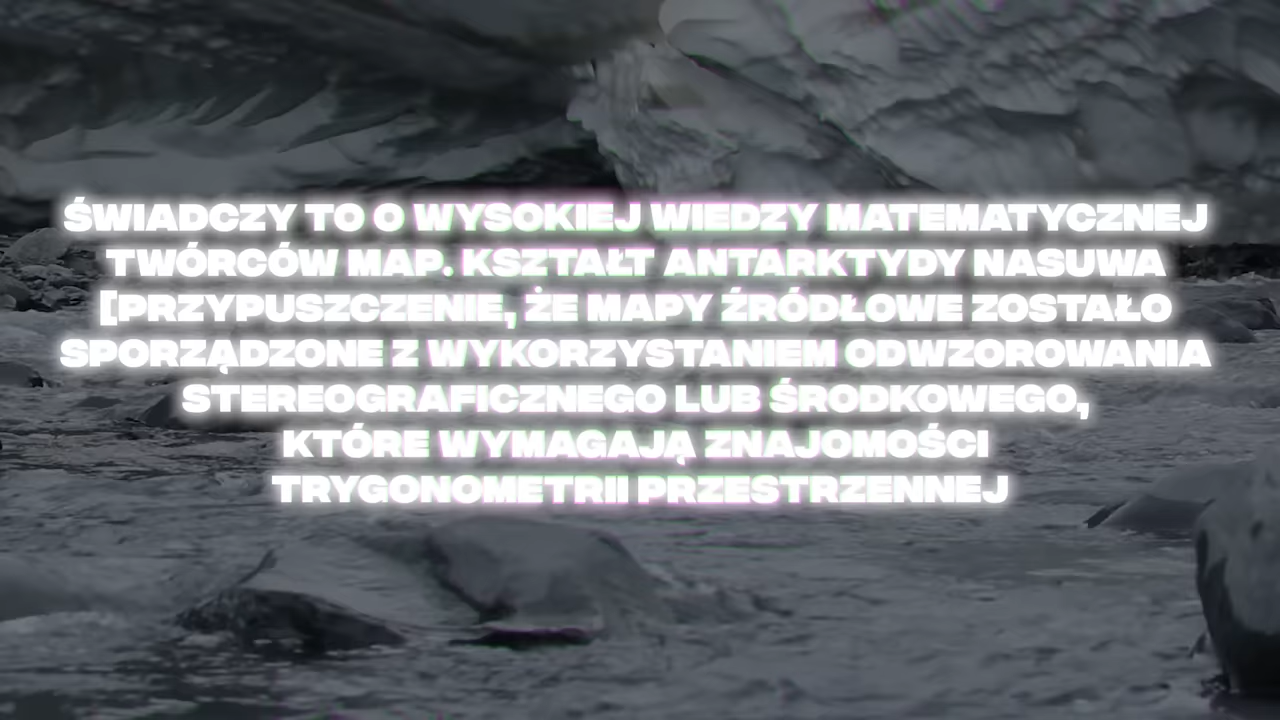 ŚWIADCZY TO O WYSOKIEJ WIEDZY MATEMATYCZNEJ
TWÓRCÓW MAP. KSZTAŁT ANTARKTYDY NASUWA
[PRZYPUSZCZENIE, ŻE MAPY ŹRÓDŁOWE ZOSTAŁO
SPORZĄDZONE Z WYKORZYSTANIEM ODWZOROWANIA
STEREOGRAFICZNEGO LUB ŚRODKOWEGO,
KTÓRE WYMAGAJĄ ZNAJOMOŚCI
TRYGONOMETRII PRZESTRZENNEJ